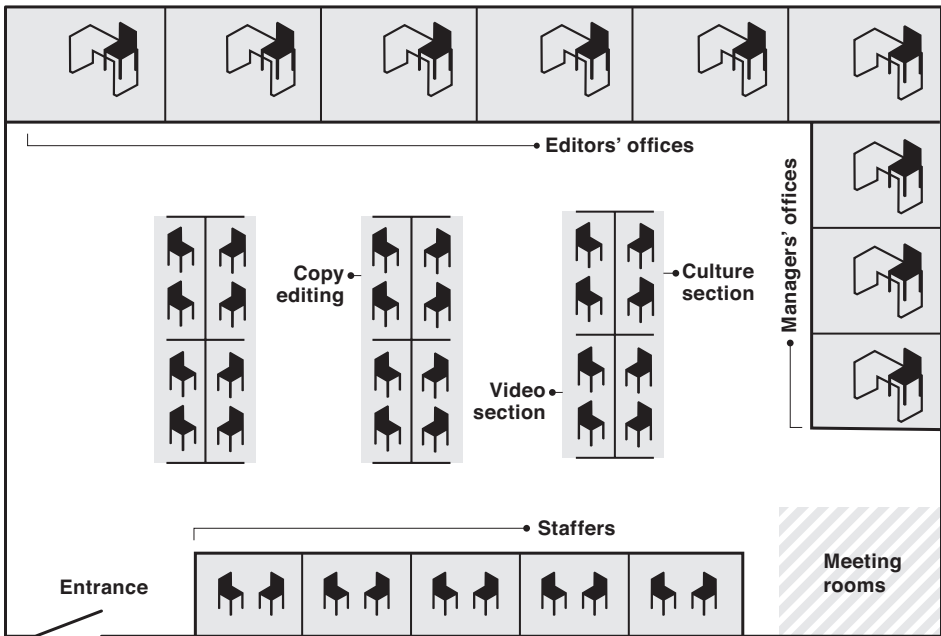 Editors’ offices
Managers’ offices
Copy
editing
Culture
section
Video
section
Staffers
Entrance
Meeting
rooms